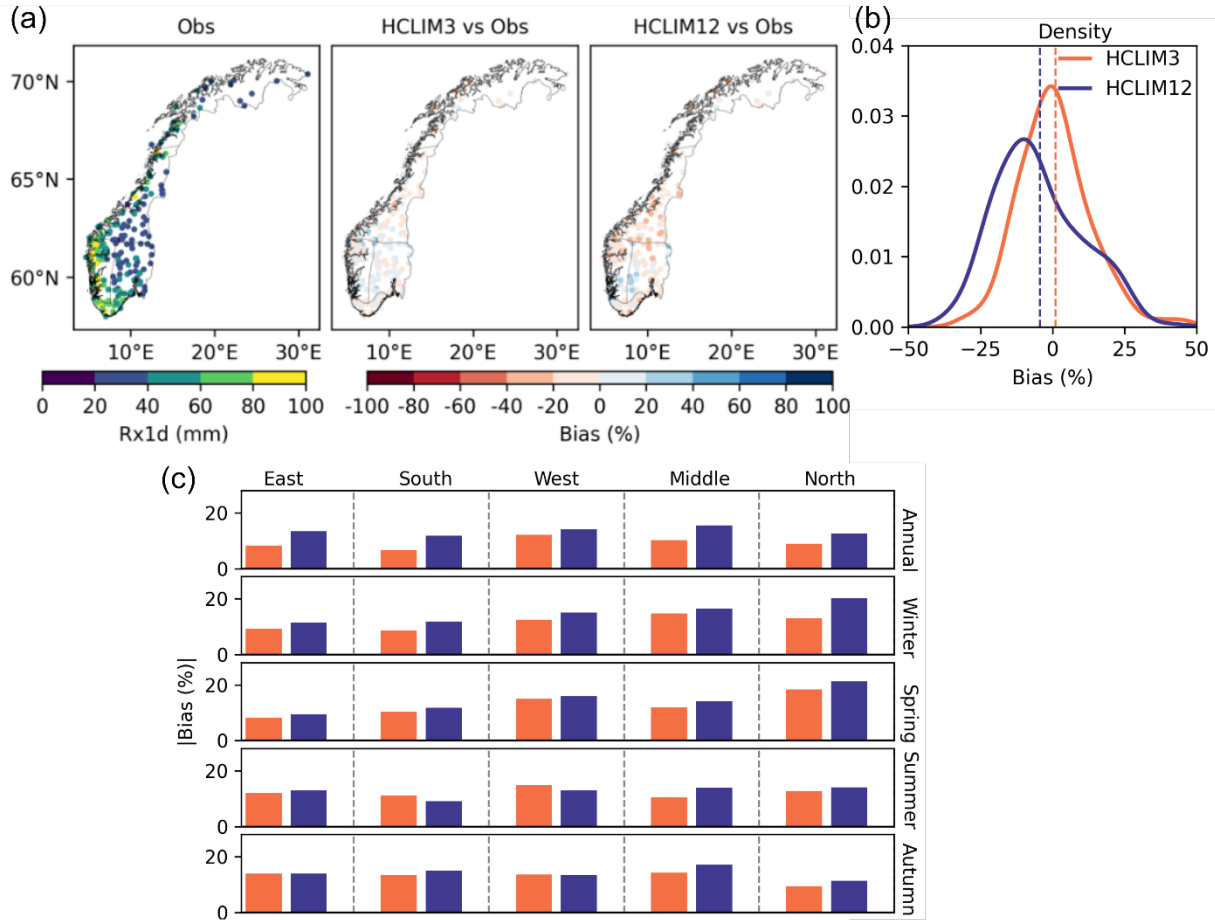 (a)
Obs
HCLIM3 vs Obs
HCLIM12 vs Obs
70°N
65°N
60°N
10°E 20°E 30°E
10°E 20°E 30°E
10°E 20°E 30°E
0 20 40 60 80 100
Rx1d (mm)
-100 -80 -60 -40 -20 0 20 40 60 80 100
Bias (%)
(b)
Density
0.04
0.03
0.02
0.01
0.00
HCLIM3
HCLIM12
−50 −25 0 25 50
Bias (%)
(c)
East South West Middle North
|Bias (%)|
20
0
Annual
20
0
Winter
20
0
Spring
20
0
Summer
20
0
Autumn